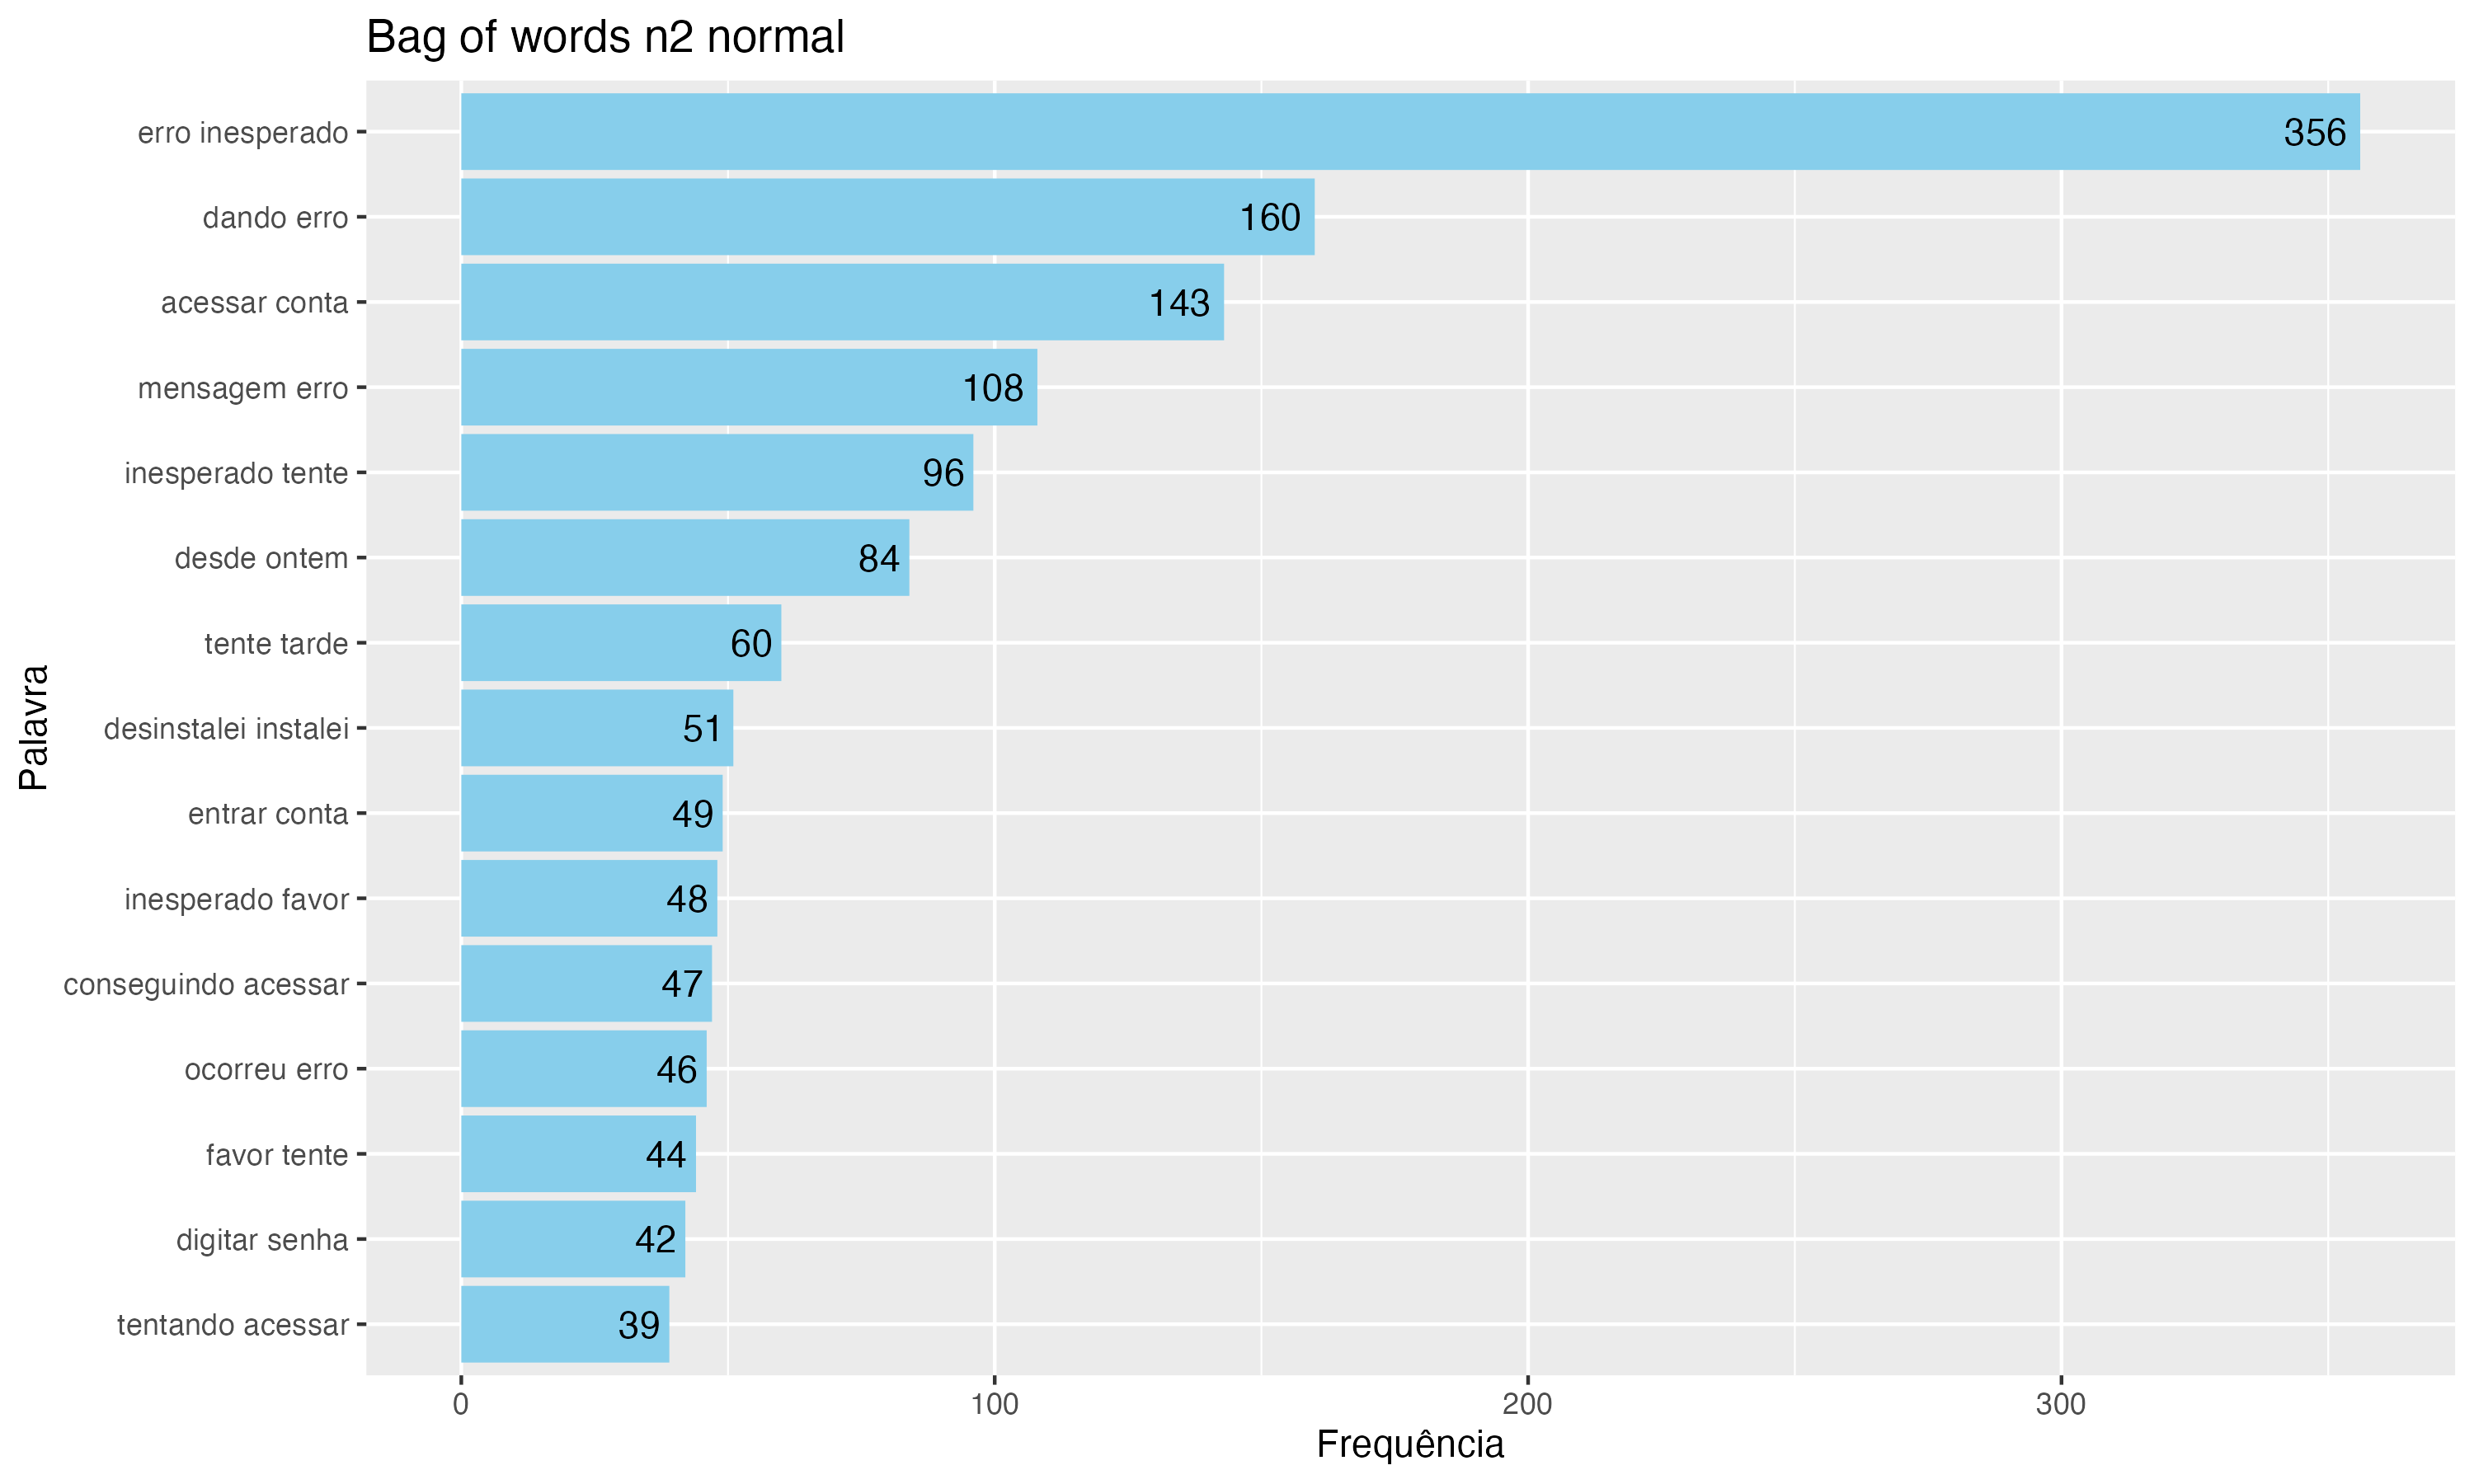 Bag of words n2 normal
erro inesperado 356
dando erro 160
acessar conta 143
mensagem erro 108
inesperado tente 96
desde ontem 84
tente tarde 60
desinstalei instalei 51
entrar conta 49
inesperado favor 48
conseguindo acessar 47
ocorreu erro 46
favor tente 44
digitar senha 42
tentando acessar 39
Palavra
0 100 200 300
Frequência